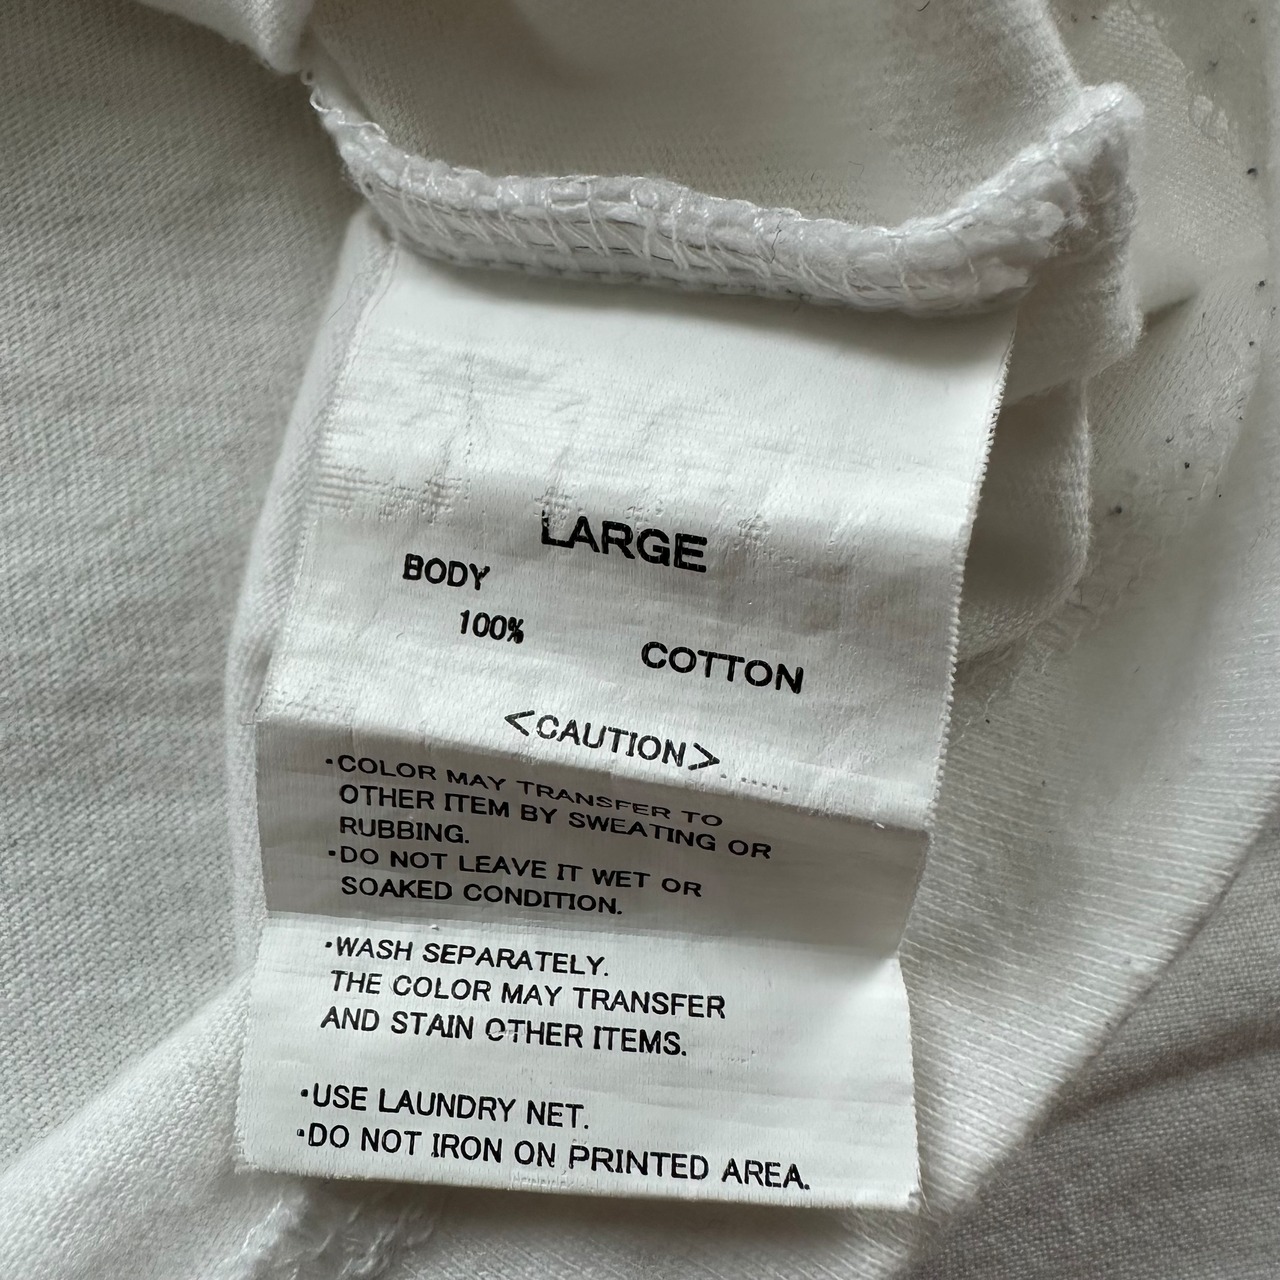 LARGE
BODY
100%
COTTON
<CAUTION>
・COLOR MAY TRANSFER TO
OTHER ITEM BY SWEATING OR
RUBBING.
・DO NOT LEAVE IT WET OR
SOAKED CONDITION.
・WASH SEPARATELY.
THE COLOR MAY TRANSFER
AND STAIN OTHER ITEMS.
・USE LAUNDRY NET.
・DO NOT IRON ON PRINTED AREA.